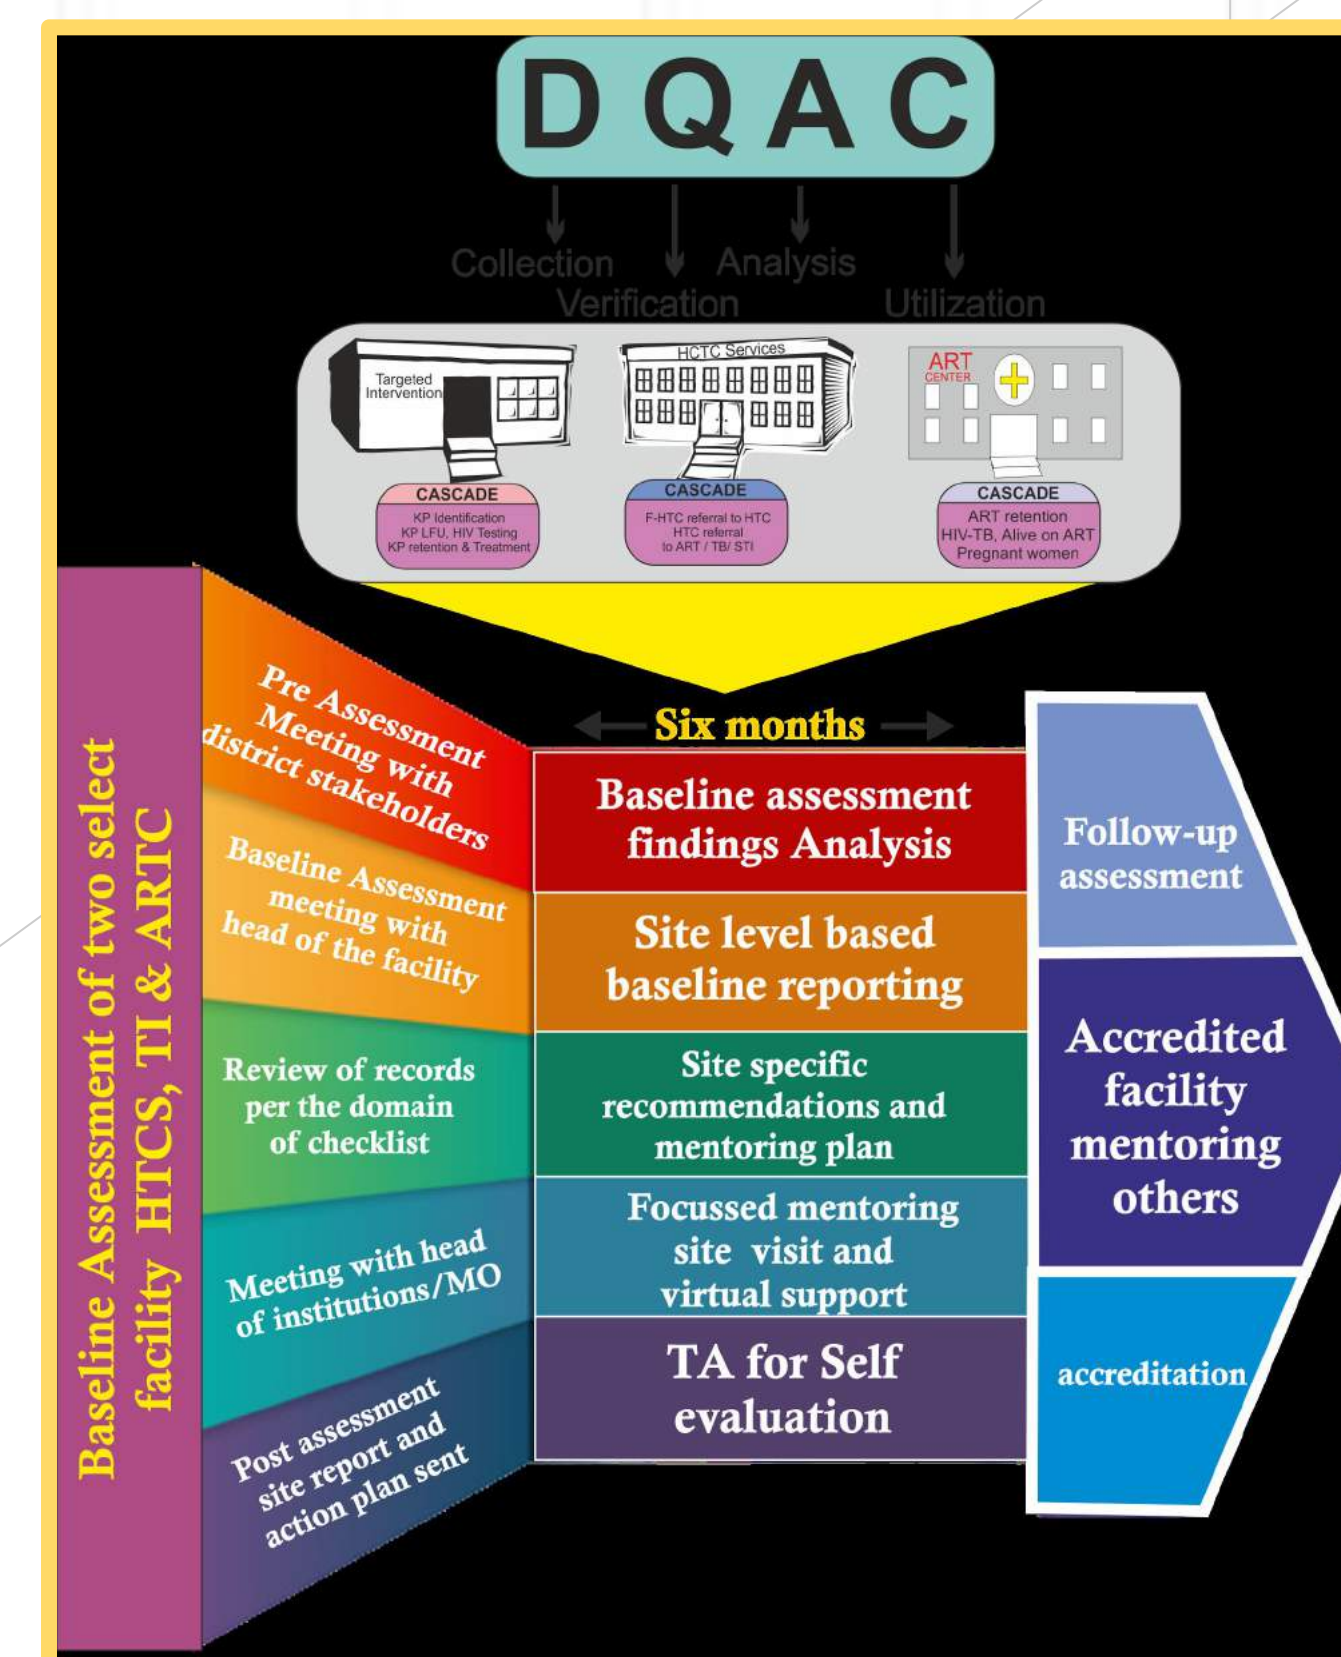 D Q A C
Collection
Verification
Analysis
Utilization
Targeted
Intervention
CASCADE
KP Identification
KP LFU, HIV Testing
KP retention & Treatment
HCTC Services
CASCADE
F-HTC referral to HTC
HTC referral
to ART / TB/ STI
ART
CENTER
CASCADE
ART retention
HIV-TB, Alive on ART
Pregnant women
Baseline Assessment of two select
facility HTCS, TI & ARTC
Pre Assessment
Meeting with
district stakeholders
Baseline Assessment
meeting with
head of the facility
Review of records
per the domain
of checklist
Meeting with head
of institutions/MO
Post assessment
site report and
action plan sent
Six months
Baseline assessment
findings Analysis
Site level based
baseline reporting
Site specific
recommendations and
mentoring plan
Focussed mentoring
site visit and
virtual support
TA for Self
evaluation
Follow-up
assessment
Accredited
facility
mentoring
others
accreditation